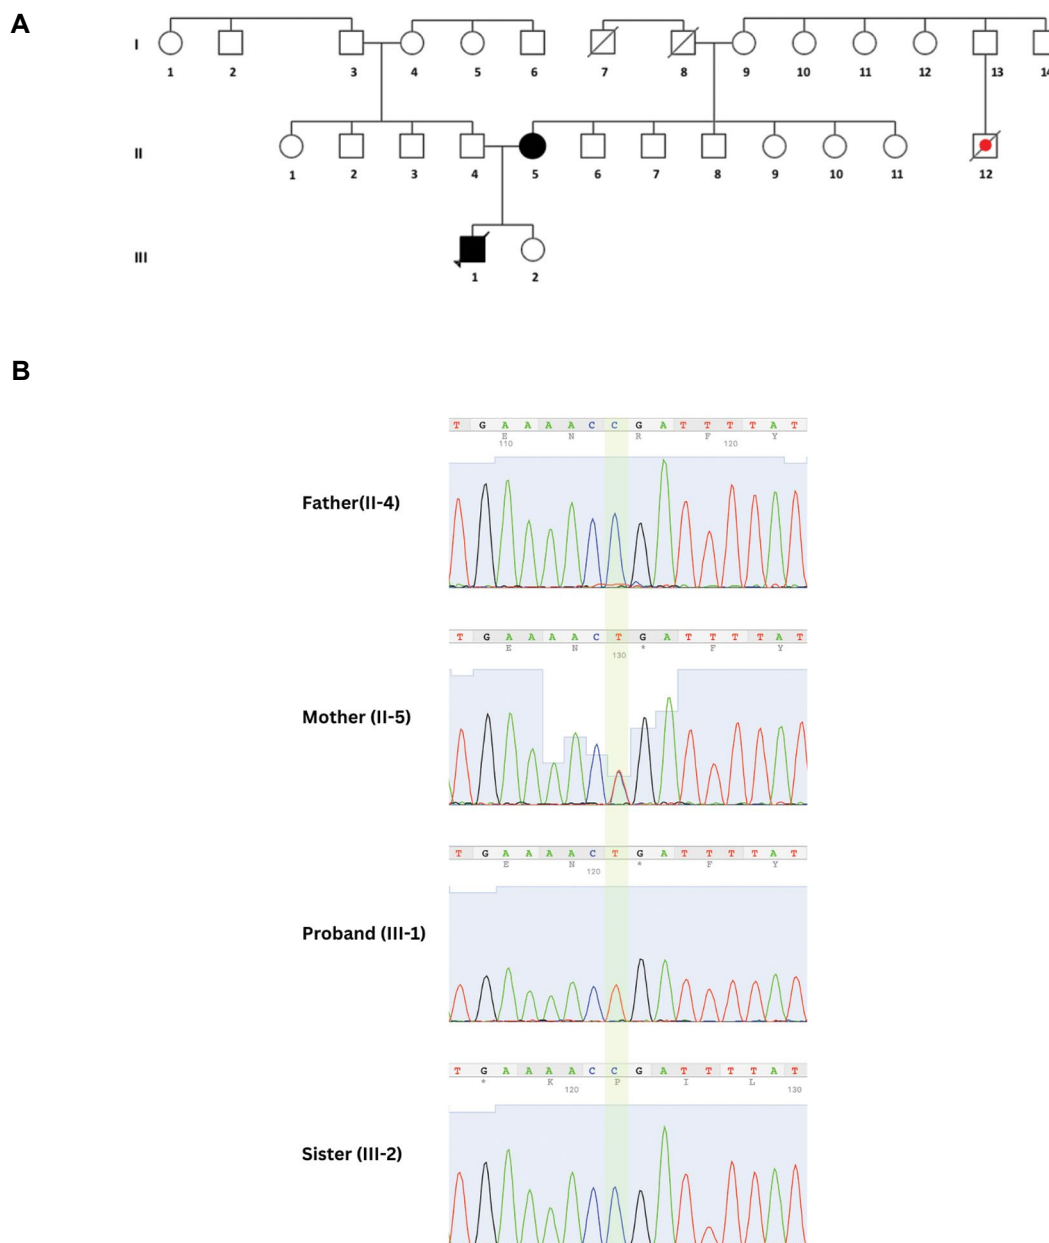 A
I
1 2 3 4 5 6 7 8 9 10 11 12 13 14
II
1 2 3 4 5 6 7 8 9 10 11 12
III
1 2
B
T G A A A A C C G A T T T T A T
E N R F Y
110 120
Father(II-4)
T G A A A A C T G A T T T T A T
E N * F Y
130
Mother (II-5)
T G A A A A C T G A T T T T A T
E N * F Y
120
Proband (III-1)
T G A A A A C C G A T T T T A T
* K P I L
120 130
Sister (III-2)